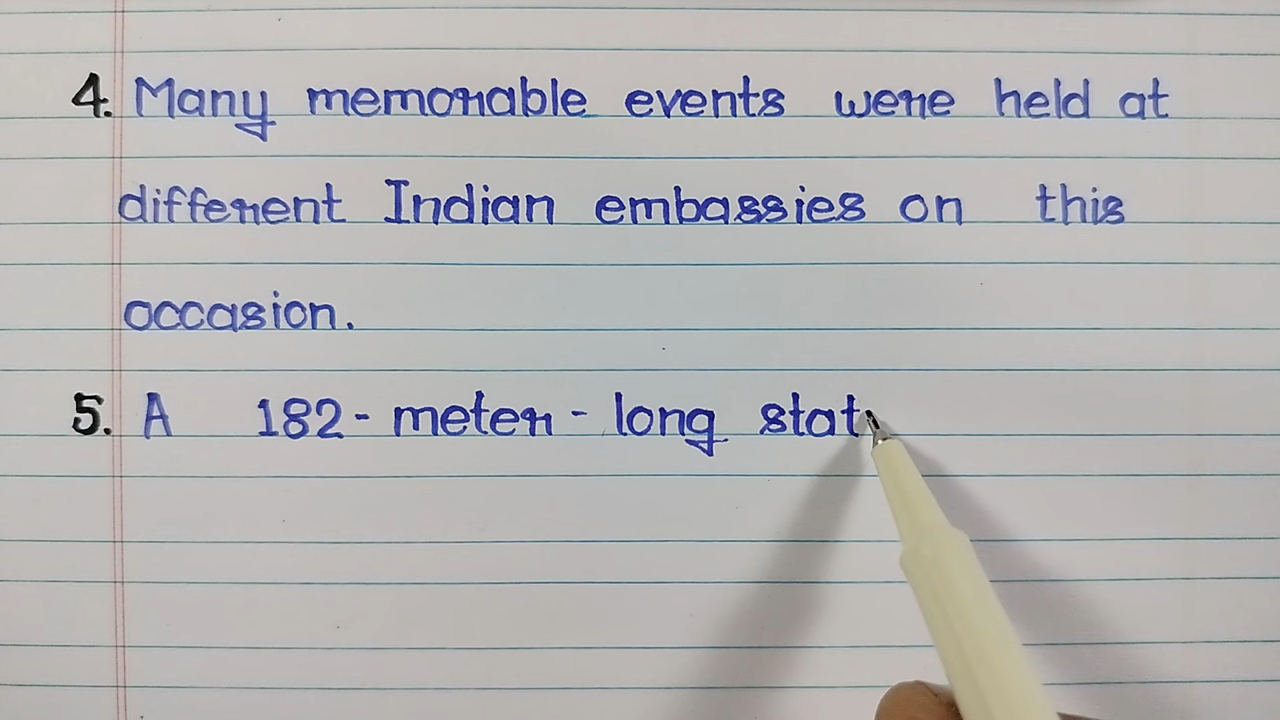 4. Many memorable events were held at
different Indian embassies on this
occasion.
5. A 182-meter-long stat